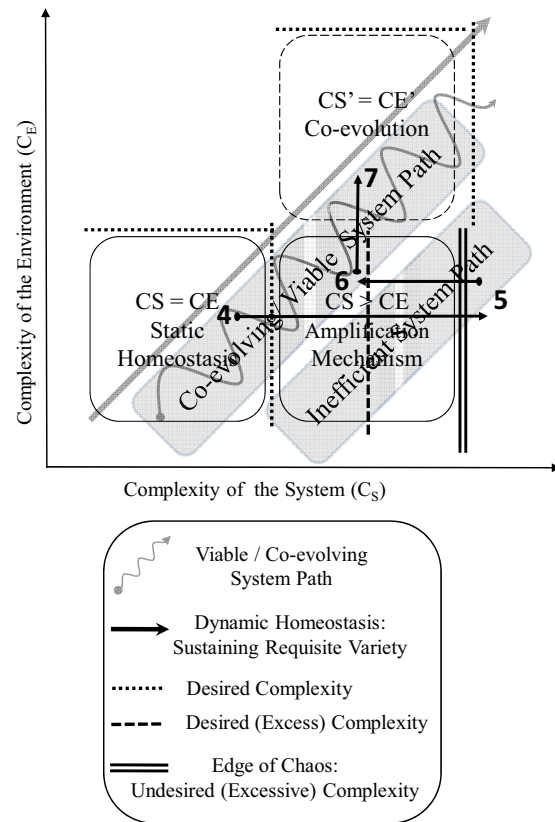 Complexity of the Environment (CE)
CS’ = CE’
Co-evolution
7
Co-evolving/ Viable System Path
6
CS = CE
Static
Homeostasis
4
CS > CE
Amplification
Mechanism
5
Inefficient System Path
Complexity of the System (CS)
Viable / Co-evolving
System Path
Dynamic Homeostasis:
Sustaining Requisite Variety
Desired Complexity
Desired (Excess) Complexity
Edge of Chaos:
Undesired (Excessive) Complexity